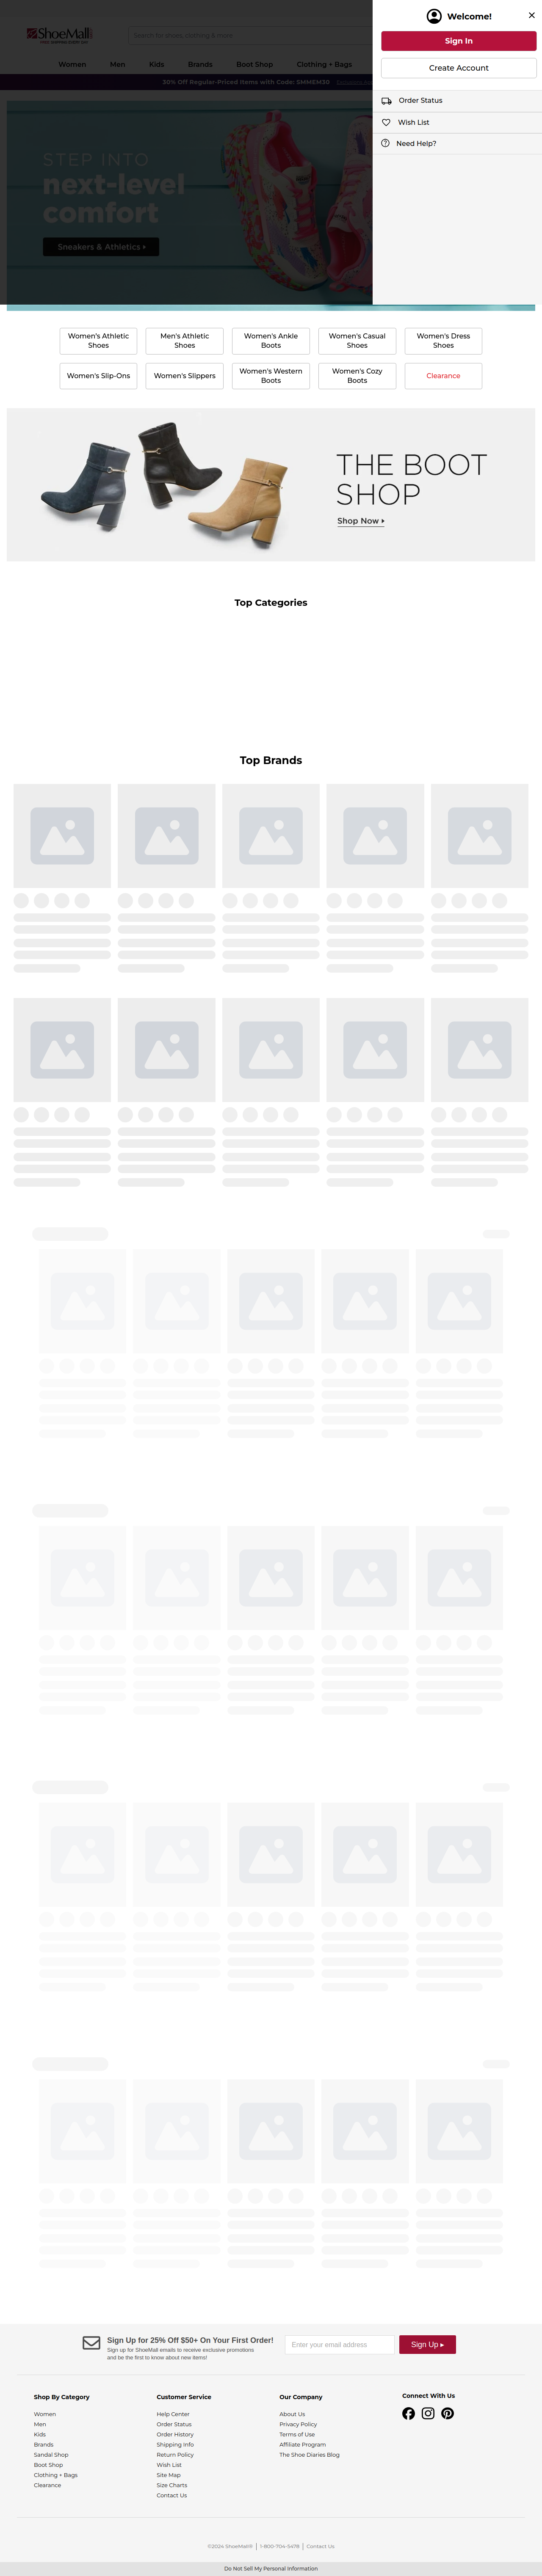 Welcome!
Sign In
Create Account
Order Status
Wish List
Need Help?
ShoeMall
Search for shoes, clothing & more
Women Men Kids Brands Boot Shop Clothing + Bags
30% Off Regular-Priced Items with Code: SMMEM30
STEP INTO
next-level
comfort
Sneakers & Athletics
Women's Athletic Shoes
Men's Athletic Shoes
Women's Ankle Boots
Women's Casual Shoes
Women's Dress Shoes
Women's Slip-Ons
Women's Slippers
Women's Western Boots
Women's Cozy Boots
Clearance
THE BOOT
SHOP
Shop Now
Top Categories
Top Brands
Sign Up for 25% Off $50+ On Your First Order!
Sign up for ShoeMall emails to receive exclusive promotions
and be the first to know about new items!
Enter your email address
Sign Up ▸
Shop By Category
Women
Men
Kids
Brands
Sandal Shop
Boot Shop
Clothing + Bags
Clearance
Customer Service
Help Center
Order Status
Order History
Shipping Info
Return Policy
Wish List
Site Map
Size Charts
Contact Us
Our Company
About Us
Privacy Policy
Terms of Use
Affiliate Program
The Shoe Diaries Blog
Connect With Us
©2024 ShoeMall® | 1-800-704-5478 | Contact Us
Do Not Sell My Personal Information